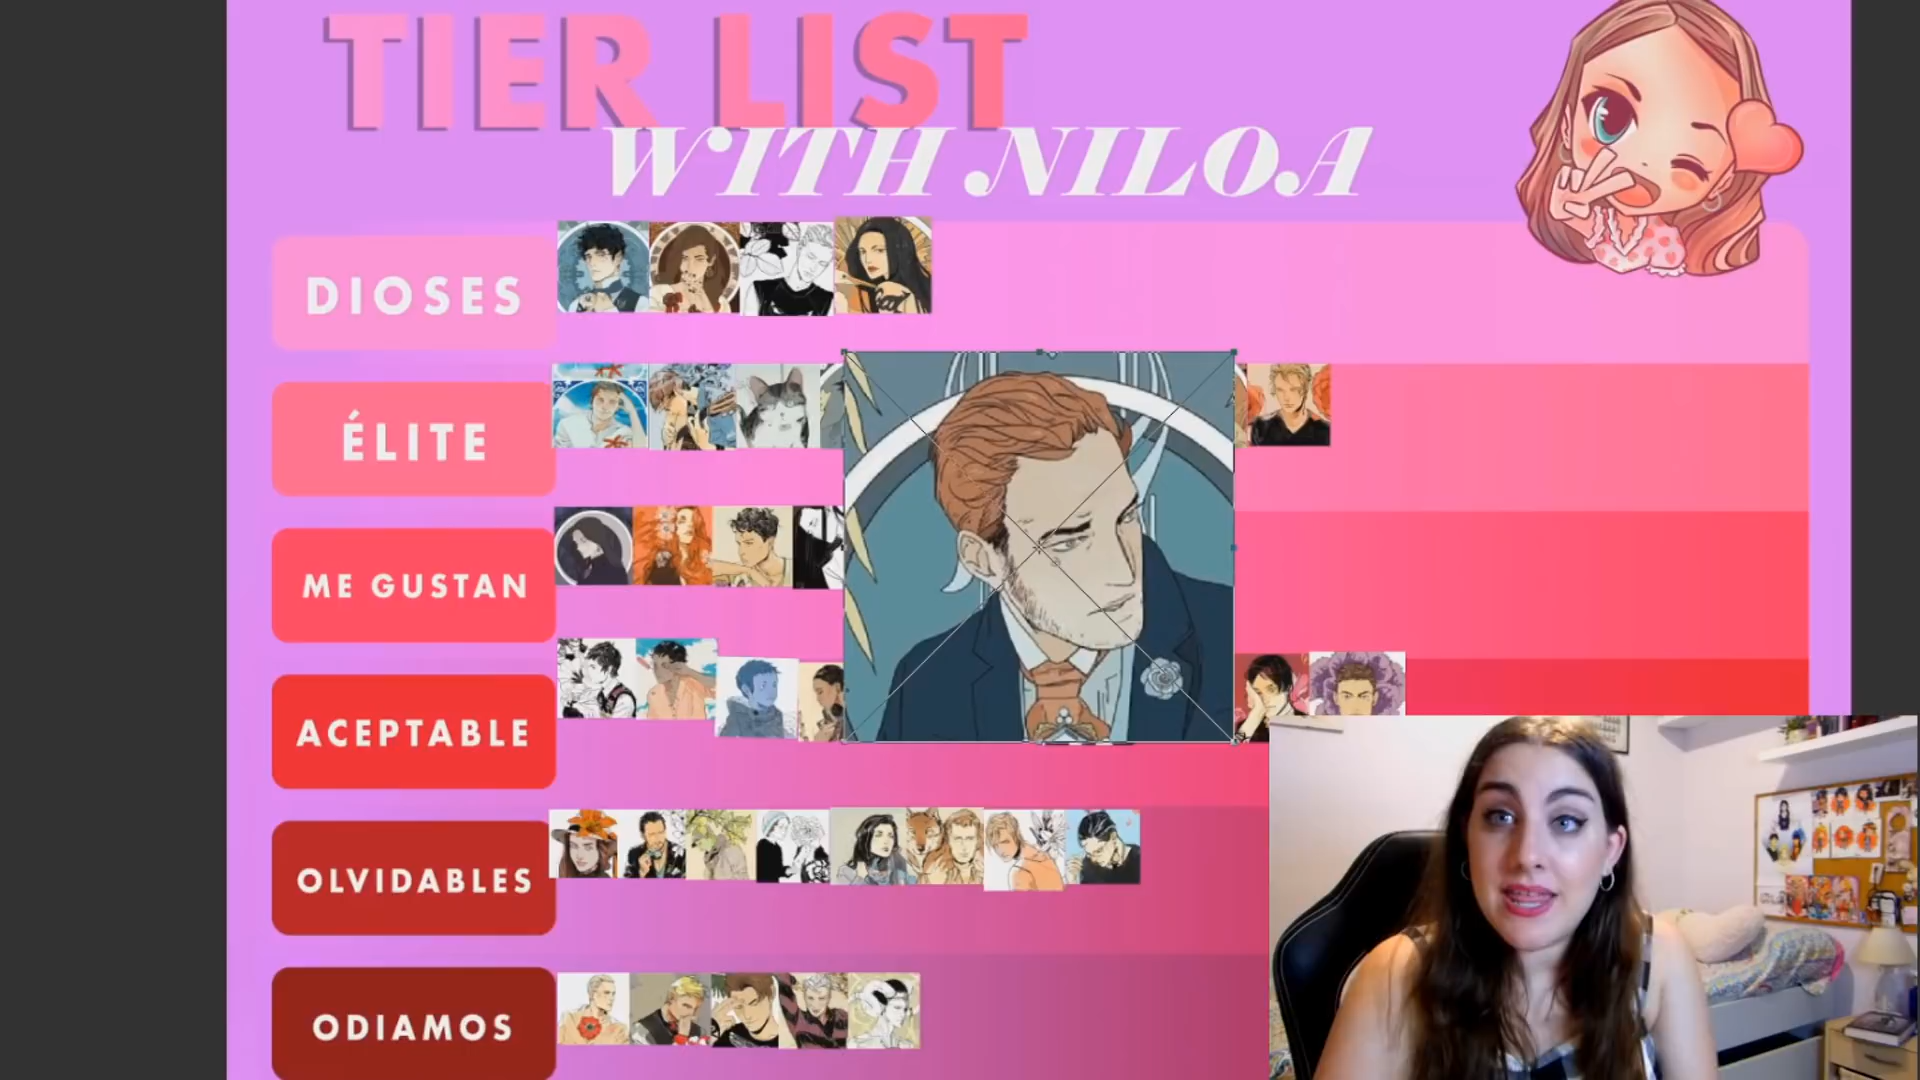 TIER LIST
WITH NILOA
DIOSES
ÉLITE
ME GUSTAN
ACEPTABLE
OLVIDABLES
ODIAMOS